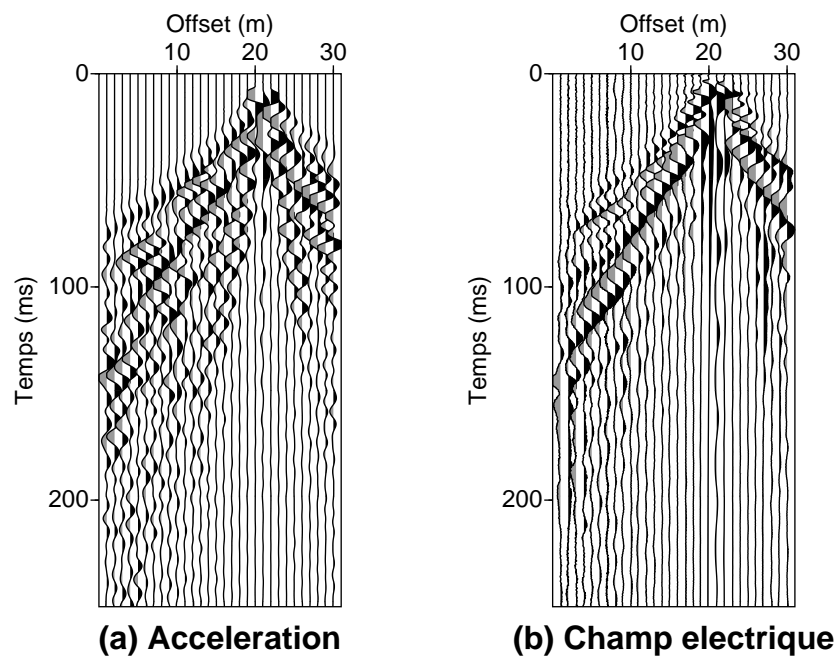 Offset (m)
10 20 30
0
100
200
Temps (ms)
(a) Acceleration
Offset (m)
10 20 30
0
100
200
Temps (ms)
(b) Champ electrique